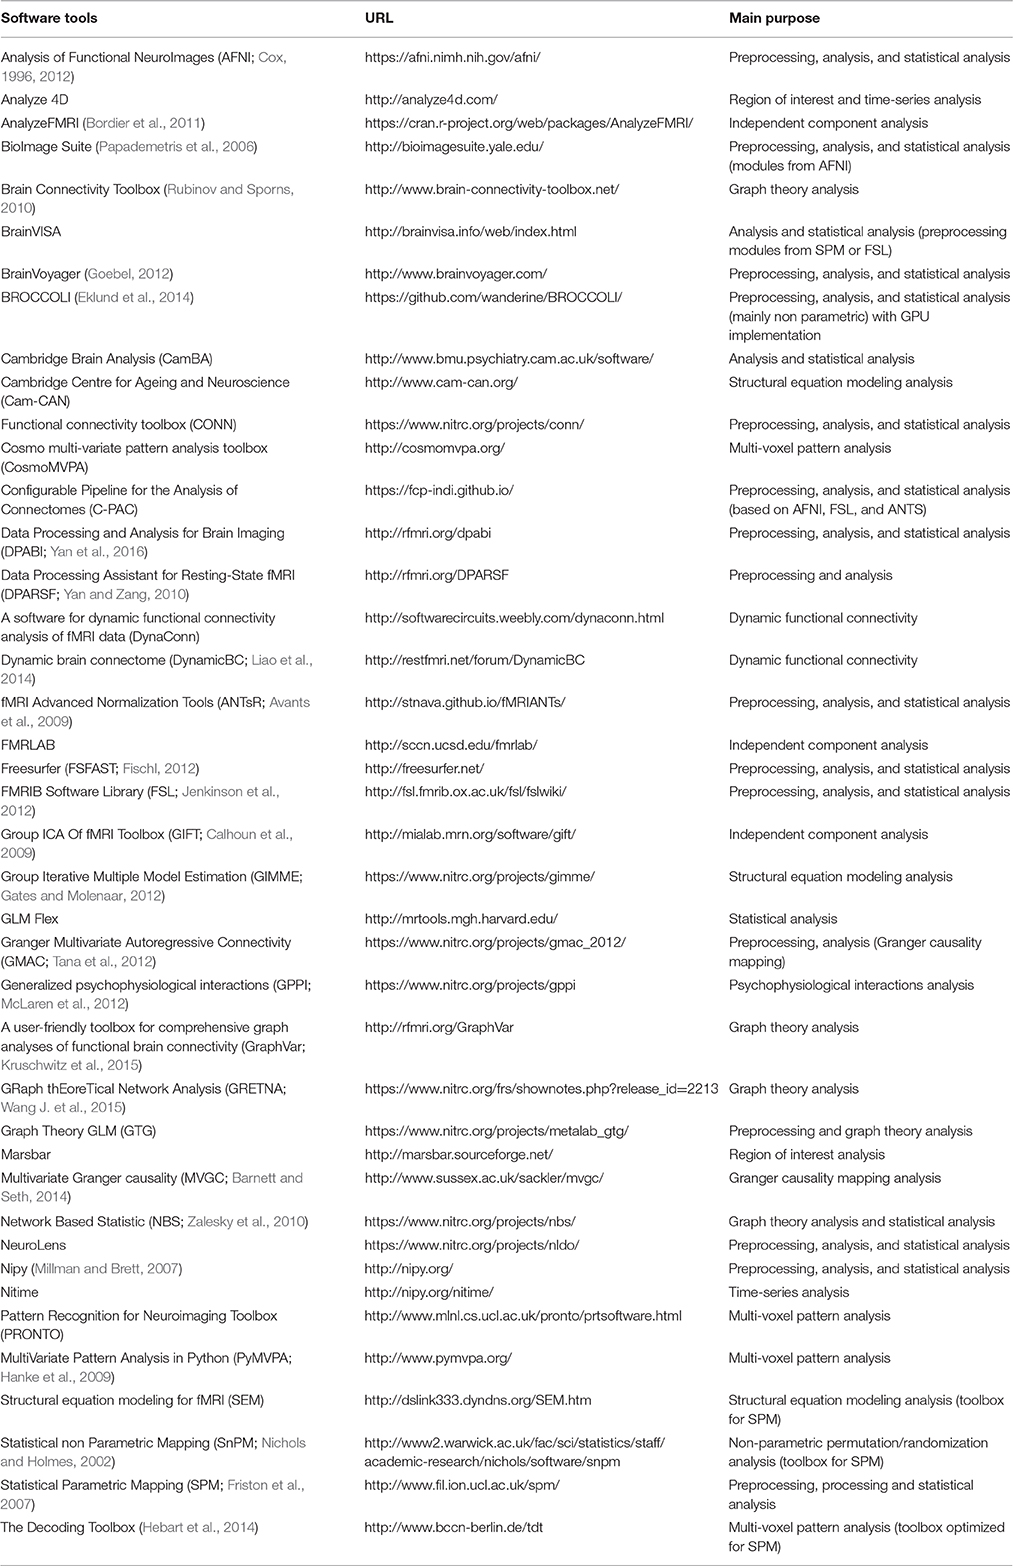 Software tools URL Main purpose
Analysis of Functional NeuroImages (AFNI; Cox, https://afni.nimh.nih.gov/afni/ Preprocessing, analysis, and statistical analysis
1996, 2012)
Analyze 4D http://analyze4d.com/ Region of interest and time-series analysis
AnalyzeFMRI (Bordier et al., 2011) https://cran.r-project.org/web/packages/AnalyzeFMRI/ Independent component analysis
BioImage Suite (Papademetris et al., 2006) http://bioimagesuite.yale.edu/ Preprocessing, analysis, and statistical analysis
(modules from AFNI)
Brain Connectivity Toolbox (Rubinov and Sporns, http://www.brain-connectivity-toolbox.net/ Graph theory analysis
2010)
BrainVISA http://brainvisa.info/web/index.html Analysis and statistical analysis (preprocessing
modules from SPM or FSL)
BrainVoyager (Goebel, 2012) http://www.brainvoyager.com/ Preprocessing, analysis, and statistical analysis
BROCCOLI (Eklund et al., 2014) https://github.com/wanderine/BROCCOLI/ Preprocessing, analysis, and statistical analysis
(mainly non parametric) with GPU
implementation
Cambridge Brain Analysis (CamBA) http://www.bmu.psychiatry.cam.ac.uk/software/ Analysis and statistical analysis
Cambridge Centre for Ageing and Neuroscience http://www.cam-can.org/ Structural equation modeling analysis
(Cam-CAN)
Functional connectivity toolbox (CONN) https://www.nitrc.org/projects/conn/ Preprocessing, analysis, and statistical analysis
Cosmo multi-variate pattern analysis toolbox http://cosmomvpa.org/ Multi-voxel pattern analysis
(CosmoMVPA)
Configurable Pipeline for the Analysis of https://fcp-indi.github.io/ Preprocessing, analysis, and statistical analysis
Connectomes (C-PAC) (based on AFNI, FSL, and ANTS)
Data Processing and Analysis for Brain Imaging http://rfmri.org/dpabi Preprocessing, analysis, and statistical analysis
(DPABI; Yan et al., 2016)
Data Processing Assistant for Resting-State fMRI http://rfmri.org/DPARSF Preprocessing and analysis
(DPARSF; Yan and Zang, 2010)
A software for dynamic functional connectivity http://softwarecircuits.weebly.com/dynaconn.html Dynamic functional connectivity
analysis of fMRI data (DynaConn)
Dynamic brain connectome (DynamicBC; Liao et al., http://restfmri.net/forum/DynamicBC Dynamic functional connectivity
2014)
fMRI Advanced Normalization Tools (ANTsR; Avants http://stnava.github.io/fMRIANTs/ Preprocessing, analysis, and statistical analysis
et al., 2009)
FMRLAB http://sccn.ucsd.edu/fmrlab/ Independent component analysis
Freesurfer (FSFAST; Fischl, 2012) http://freesurfer.net/ Preprocessing, analysis, and statistical analysis
FMRIB Software Library (FSL; Jenkinson et al., http://fsl.fmrib.ox.ac.uk/fsl/fslwiki/ Preprocessing, analysis, and statistical analysis
2012)
Group ICA Of fMRI Toolbox (GIFT; Calhoun et al., http://mialab.mrn.org/software/gift/ Independent component analysis
2009)
Group Iterative Multiple Model Estimation (GIMME; https://www.nitrc.org/projects/gimme/ Structural equation modeling analysis
Gates and Molenaar, 2012)
GLM Flex http://mrtools.mgh.harvard.edu/ Statistical analysis
Granger Multivariate Autoregressive Connectivity https://www.nitrc.org/projects/gmac_2012/ Preprocessing, analysis (Granger causality
(GMAC; Tana et al., 2012) mapping)
Generalized psychophysiological interactions (GPPI; https://www.nitrc.org/projects/gppi Psychophysiological interactions analysis
McLaren et al., 2012)
A user-friendly toolbox for comprehensive graph http://rfmri.org/GraphVar Graph theory analysis
analyses of functional brain connectivity (GraphVar;
Kruschwitz et al., 2015)
GRaph thEoreTical Network Analysis (GRETNA; https://www.nitrc.org/frs/shownotes.php?release_id=2213 Graph theory analysis
Wang J. et al., 2015)
Graph Theory GLM (GTG) https://www.nitrc.org/projects/metalab_gtg/ Preprocessing and graph theory analysis
Marsbar http://marsbar.sourceforge.net/ Region of interest analysis
Multivariate Granger causality (MVGC; Barnett and http://www.sussex.ac.uk/sackler/mvgc/ Granger causality mapping analysis
Seth, 2014)
Network Based Statistic (NBS; Zalesky et al., 2010) https://www.nitrc.org/projects/nbs/ Graph theory analysis and statistical analysis
NeuroLens https://www.nitrc.org/projects/nldo/ Preprocessing, analysis, and statistical analysis
Nipy (Millman and Brett, 2007) http://nipy.org/ Preprocessing, analysis, and statistical analysis
Nitime http://nipy.org/nitime/ Time-series analysis
Pattern Recognition for Neuroimaging Toolbox http://www.mlnl.cs.ucl.ac.uk/pronto/prtsoftware.html Multi-voxel pattern analysis
(PRONTO)
MultiVariate Pattern Analysis in Python (PyMVPA; http://www.pymvpa.org/ Multi-voxel pattern analysis
Hanke et al., 2009)
Structural equation modeling for fMRI (SEM) http://dslink333.dyndns.org/SEM.htm Structural equation modeling analysis (toolbox
for SPM)
Statistical non Parametric Mapping (SnPM; Nichols http://www2.warwick.ac.uk/fac/sci/statistics/staff/ Non-parametric permutation/randomization
and Holmes, 2002) academic-research/nichols/software/snpm analysis (toolbox for SPM)
Statistical Parametric Mapping (SPM; Friston et al., http://www.fil.ion.ucl.ac.uk/spm/ Preprocessing, processing and statistical
2007) analysis
The Decoding Toolbox (Hebart et al., 2014) http://www.bccn-berlin.de/tdt Multi-voxel pattern analysis (toolbox optimized
for SPM)